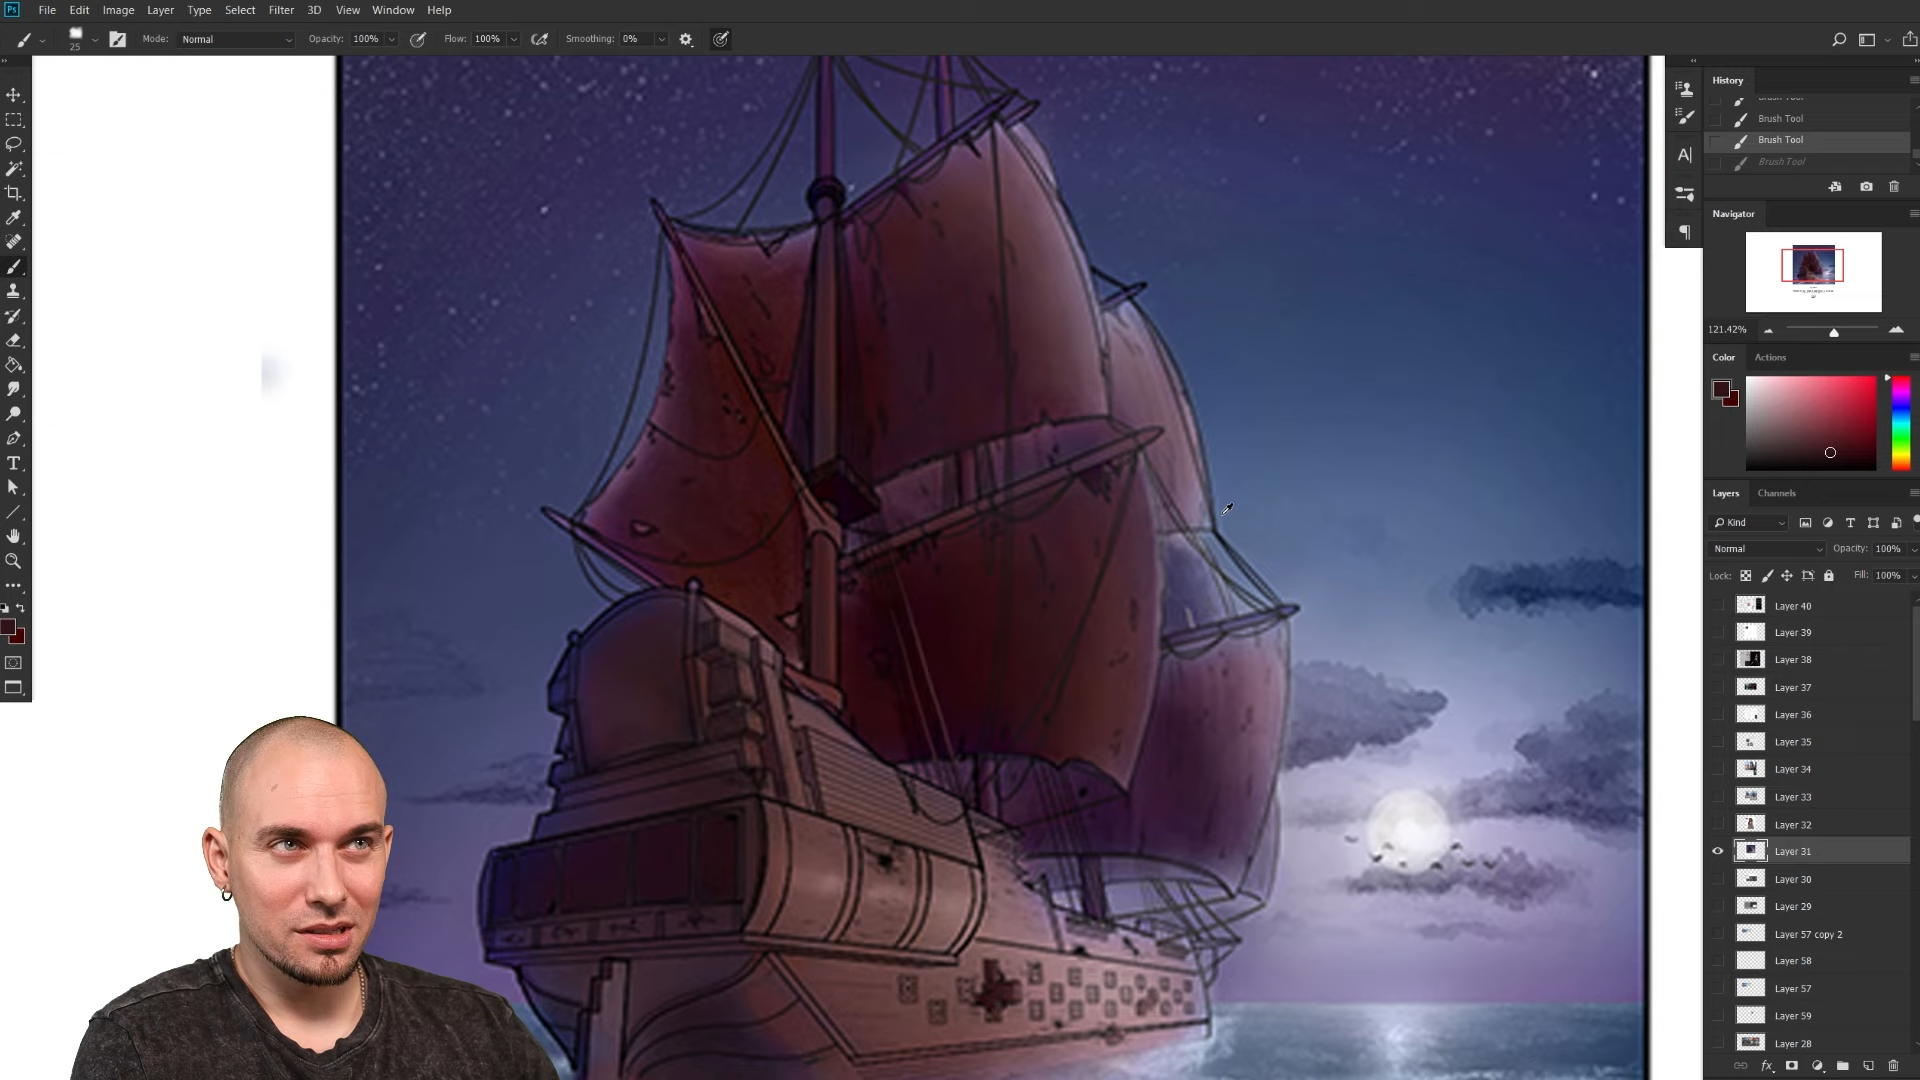 Ps File Edit Image Layer Type Select Filter 3D View Window Help
25 Mode: Normal Opacity: 100% Flow: 100% Smoothing: 0%
History
Brush Tool
Brush Tool
Brush Tool
Navigator
121.42%
Color Actions
Layers Channels
Kind
Normal Opacity: 100%
Lock: Fill: 100%
Layer 40
Layer 39
Layer 38
Layer 37
Layer 36
Layer 35
Layer 34
Layer 33
Layer 32
Layer 31
Layer 30
Layer 29
Layer 57 copy 2
Layer 58
Layer 57
Layer 59
Layer 28
fx